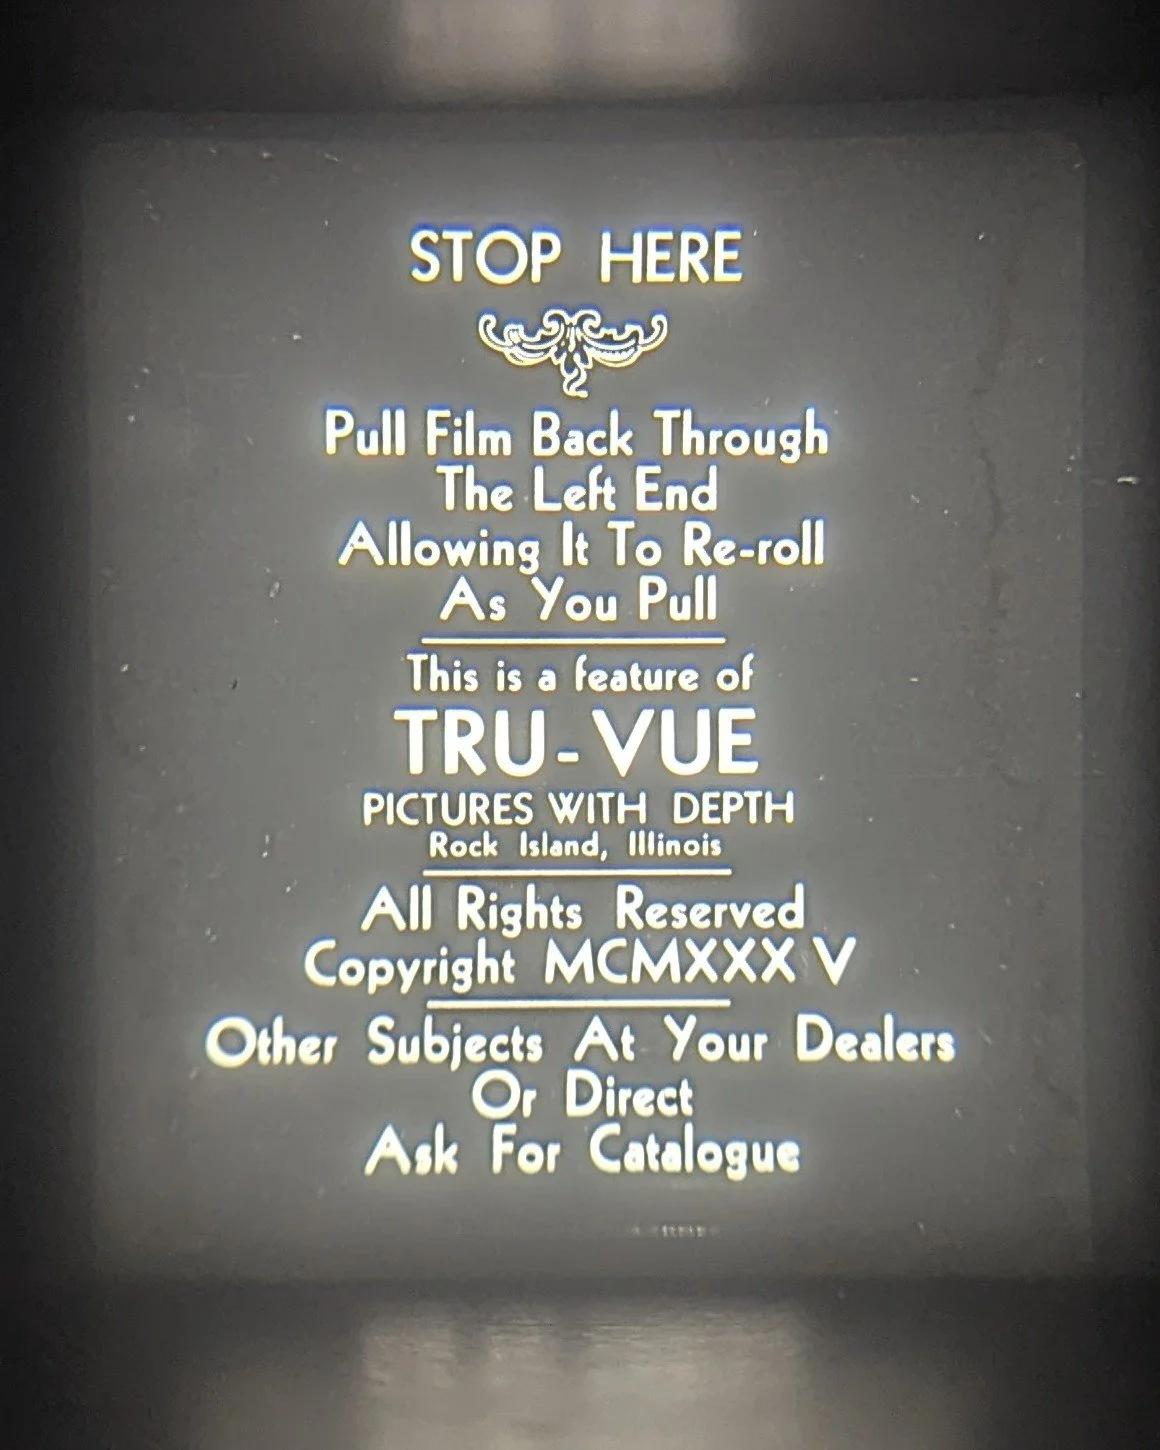 STOP HERE
Pull Film Back Through
The Left End
Allowing It To Re-roll
As You Pull
This is a feature of
TRU-VUE
PICTURES WITH DEPTH
Rock Island, Illinois
All Rights Reserved
Copyright MCMXXX V
Other Subjects At Your Dealers
Or Direct
Ask For Catalogue